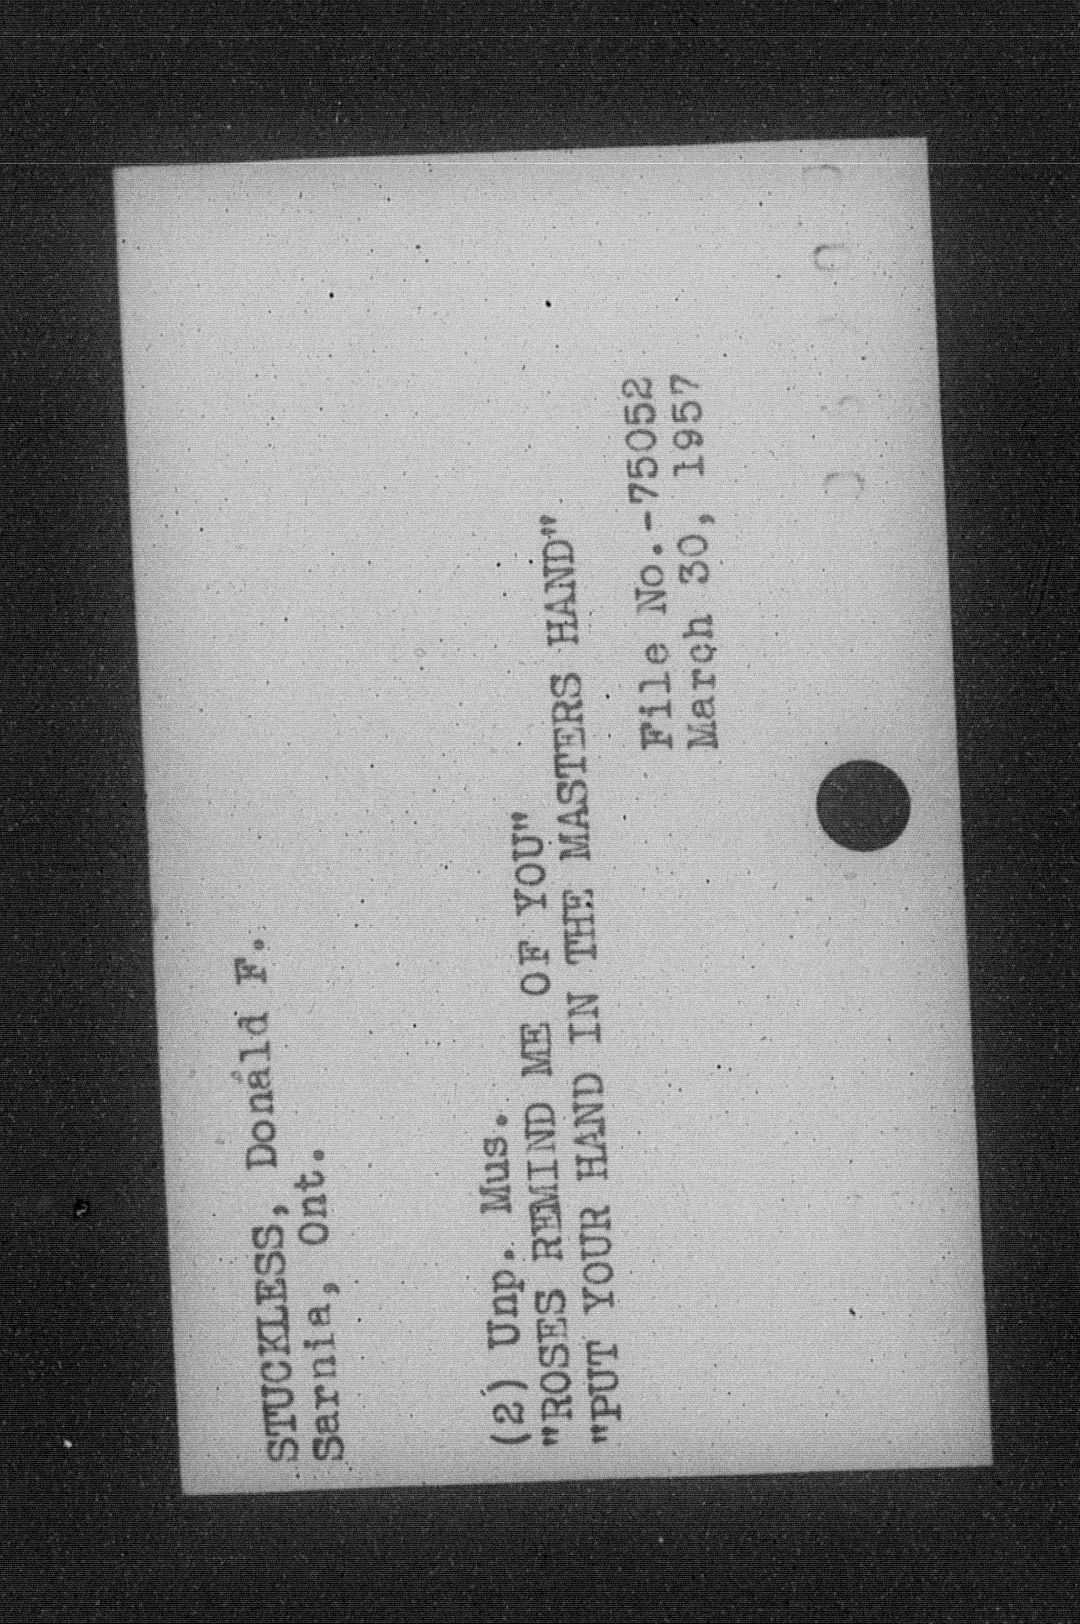 STUCKLESS, Donald F.
Sarnia, Ont.
(2) Unp. Mus.
"ROSES REMIND ME OF YOU"
"PUT YOUR HAND IN THE MASTERS HAND"
File No.-75052
March 30, 1957